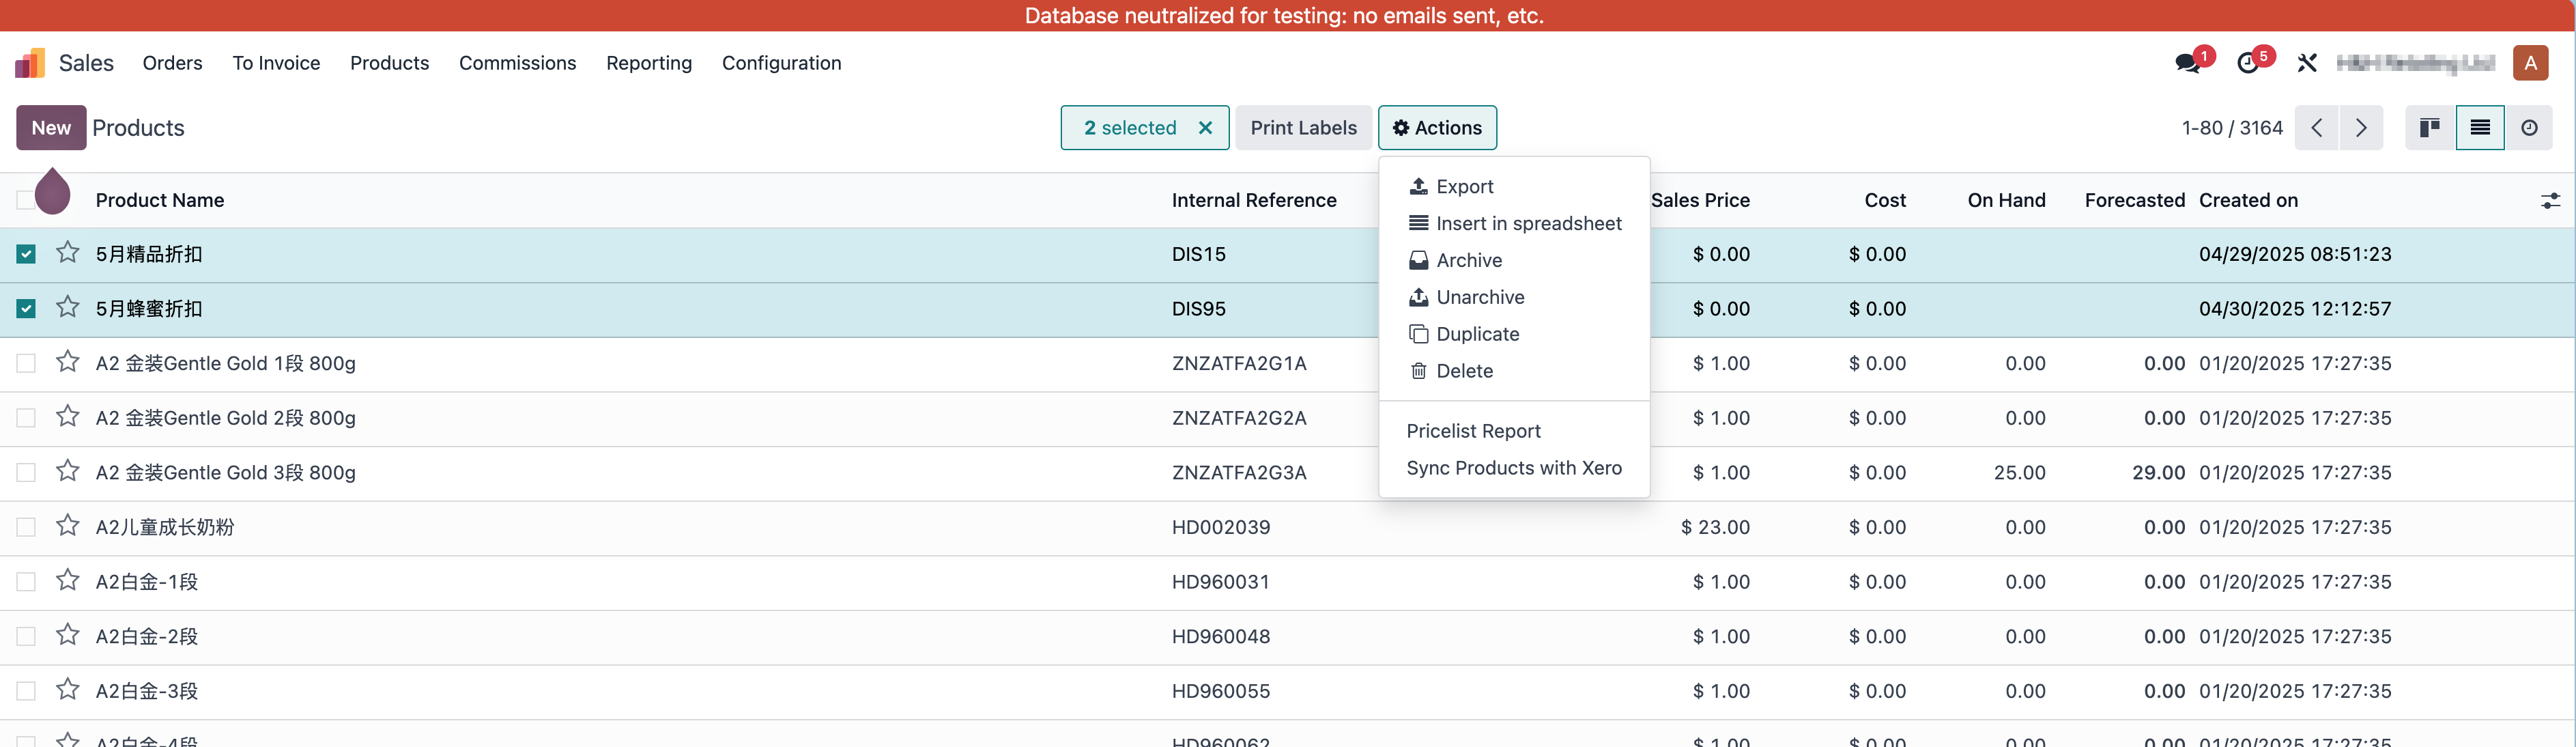 Database neutralized for testing: no emails sent, etc.
Sales Orders To Invoice Products Commissions Reporting Configuration 1 5 A
New Products 2 selected Print Labels Actions 1-80 / 3164
Export
Insert in spreadsheet
Archive
Unarchive
Duplicate
Delete
Pricelist Report
Sync Products with Xero
Product Name Internal Reference Sales Price Cost On Hand Forecasted Created on
5月精品折扣 DIS15 $ 0.00 $ 0.00 04/29/2025 08:51:23
5月蜂蜜折扣 DIS95 $ 0.00 $ 0.00 04/30/2025 12:12:57
A2 金装Gentle Gold 1段 800g ZNZATFA2G1A $ 1.00 $ 0.00 0.00 0.00 01/20/2025 17:27:35
A2 金装Gentle Gold 2段 800g ZNZATFA2G2A $ 1.00 $ 0.00 0.00 0.00 01/20/2025 17:27:35
A2 金装Gentle Gold 3段 800g ZNZATFA2G3A $ 1.00 $ 0.00 25.00 29.00 01/20/2025 17:27:35
A2儿童成长奶粉 HD002039 $ 23.00 $ 0.00 0.00 0.00 01/20/2025 17:27:35
A2白金-1段 HD960031 $ 1.00 $ 0.00 0.00 0.00 01/20/2025 17:27:35
A2白金-2段 HD960048 $ 1.00 $ 0.00 0.00 0.00 01/20/2025 17:27:35
A2白金-3段 HD960055 $ 1.00 $ 0.00 0.00 0.00 01/20/2025 17:27:35
A2白金-4段 HD960062 $ 1.00 $ 0.00 0.00 0.00 01/20/2025 17:27:35